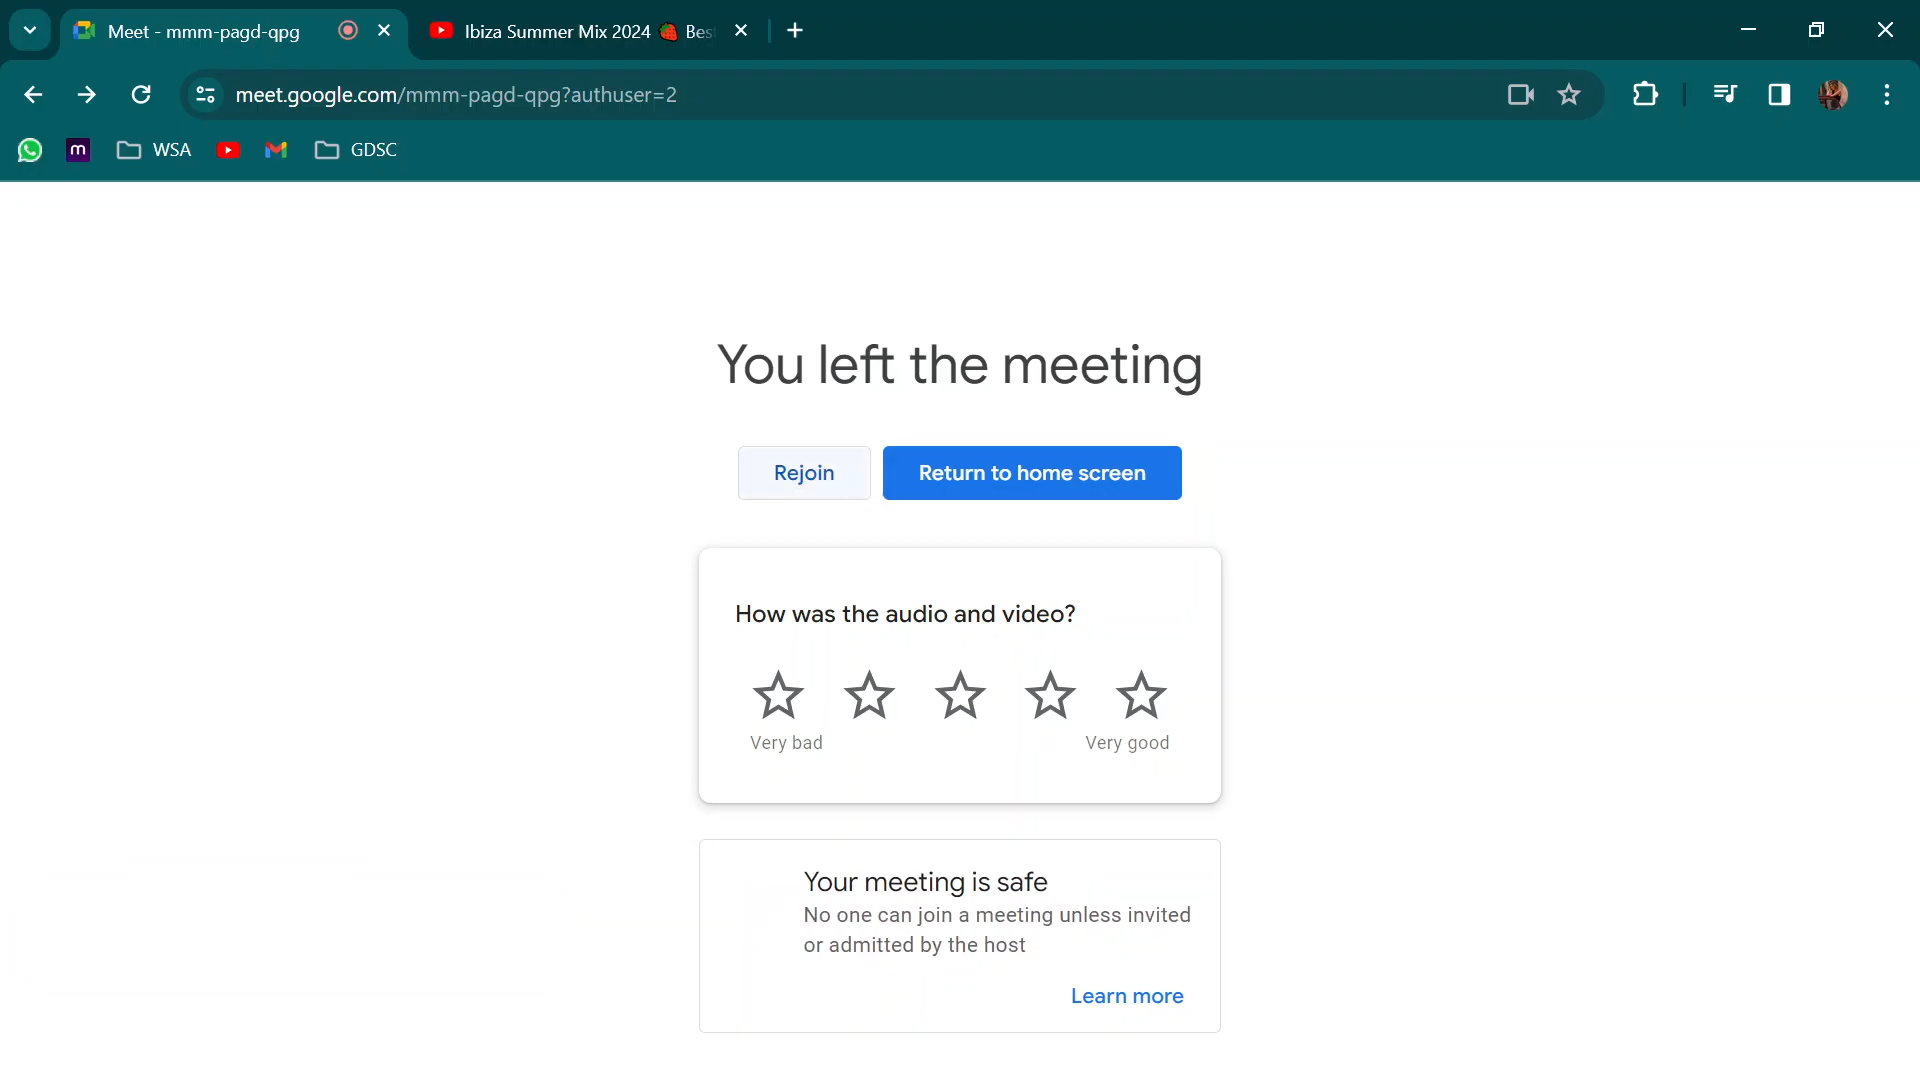 Meet - mmm-pagd-qpg
Ibiza Summer Mix 2024 🍓 Bes
meet.google.com/mmm-pagd-qpg?authuser=2
m
WSA
GDSC
You left the meeting
Rejoin
Return to home screen
How was the audio and video?
Very bad
Very good
Your meeting is safe
No one can join a meeting unless invited
or admitted by the host
Learn more